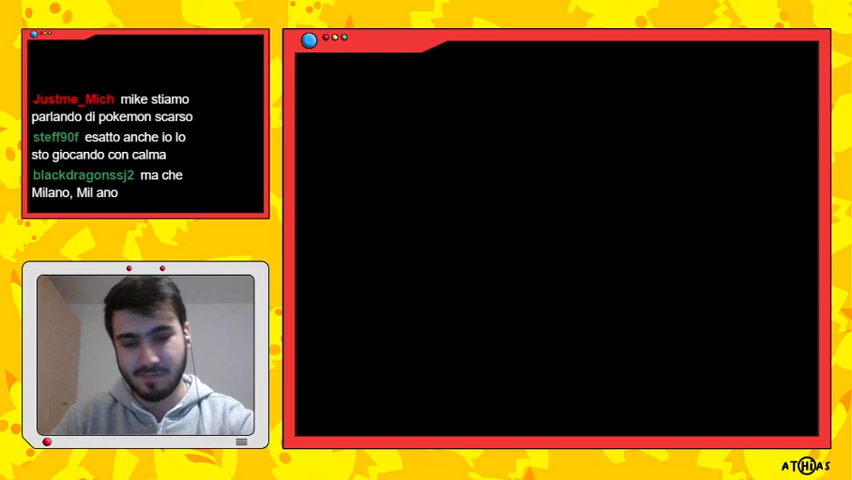 Justme_Mich mike stiamo
parlando di pokemon scarso
steff90f esatto anche io lo
sto giocando con calma
blackdragonssj2 ma che
Milano, Mil ano
ATHiAS